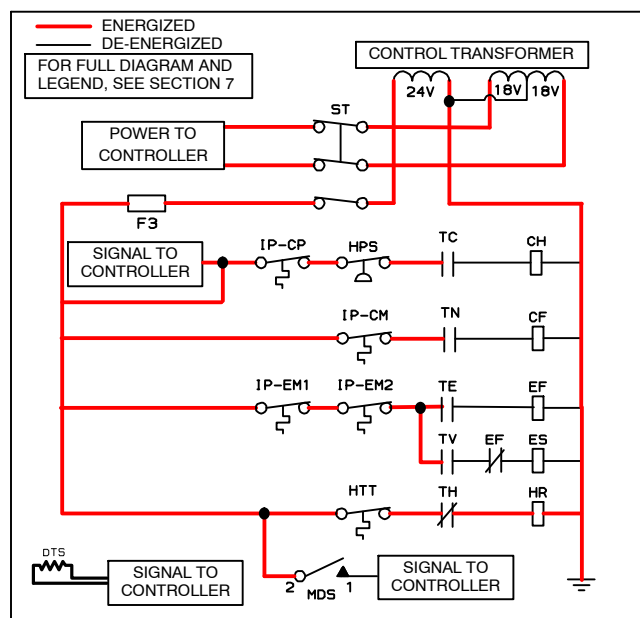 ENERGIZED
DE-ENERGIZED
FOR FULL DIAGRAM AND
LEGEND, SEE SECTION 7
CONTROL TRANSFORMER
24V
18V
18V
ST
POWER TO
CONTROLLER
F3
SIGNAL TO
CONTROLLER
IP-CP
HPS
TC
CH
IP-CM
TN
CF
IP-EM1
IP-EM2
TE
EF
TV
EF
ES
HTT
TH
HR
DTS
SIGNAL TO
CONTROLLER
2
MDS
1
SIGNAL TO
CONTROLLER